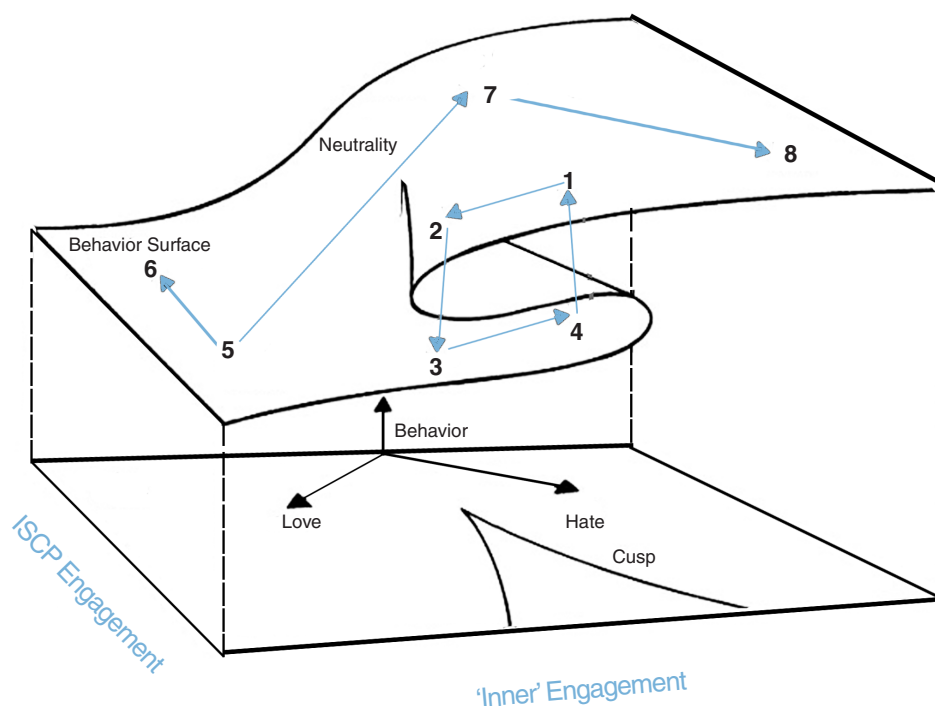 7
Neutrality
8
1
2
Behavior Surface
6
4
5
3
Behavior
Love
Hate
Cusp
ISCP Engagement
'Inner' Engagement